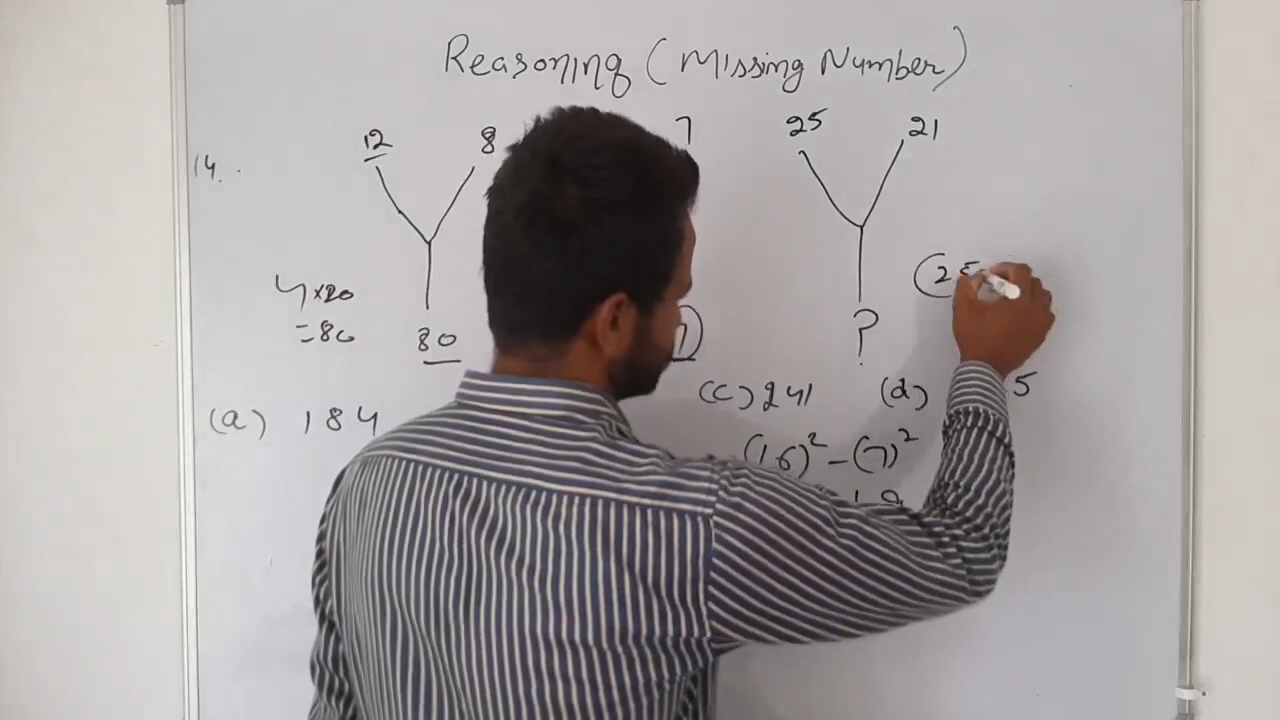 Reasoning (Missing Number)
14.
12 8 7 25 21
4×20
=80
80 ?
(25
(a) 184 (c) 241 (d) 5
(16)² - (7)²